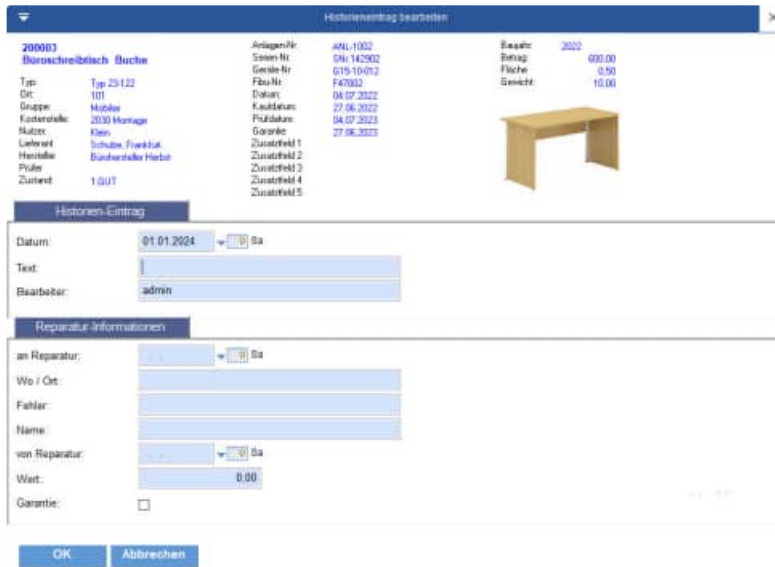 Historieneintrag bearbeiten
200003
Büroschreibtisch Buche
Typ: Typ 23-122
Ort: 101
Gruppe: Mobiliar
Kostenstelle: 2030 Montage
Nutzer: Klein
Lieferant: Schulze, Frankfurt
Hersteller: Bürohersteller Herbst
Prüfer
Zustand: 1 GUT
Anlagen-Nr: ANL-1002
Serien-Nr: SNr 142902
Geräte-Nr: G15-10-012
Fibu-Nr: F47002
Datum: 04.07.2022
Kaufdatum: 27.06.2022
Prüfdatum: 04.07.2023
Garantie: 27.06.2023
Zusatzfeld 1
Zusatzfeld 2
Zusatzfeld 3
Zusatzfeld 4
Zusatzfeld 5
Baujahr: 2022
Betrag: 600,00
Fläche: 0,50
Gewicht: 10,00
Historien-Eintrag
Datum: 01.01.2024 Sa
Text:
Bearbeiter: admin
Reparatur-Informationen
an Reparatur: Sa
Wo / Ort:
Fehler:
Name:
von Reparatur: Sa
Wert: 0.00
Garantie:
OK Abbrechen